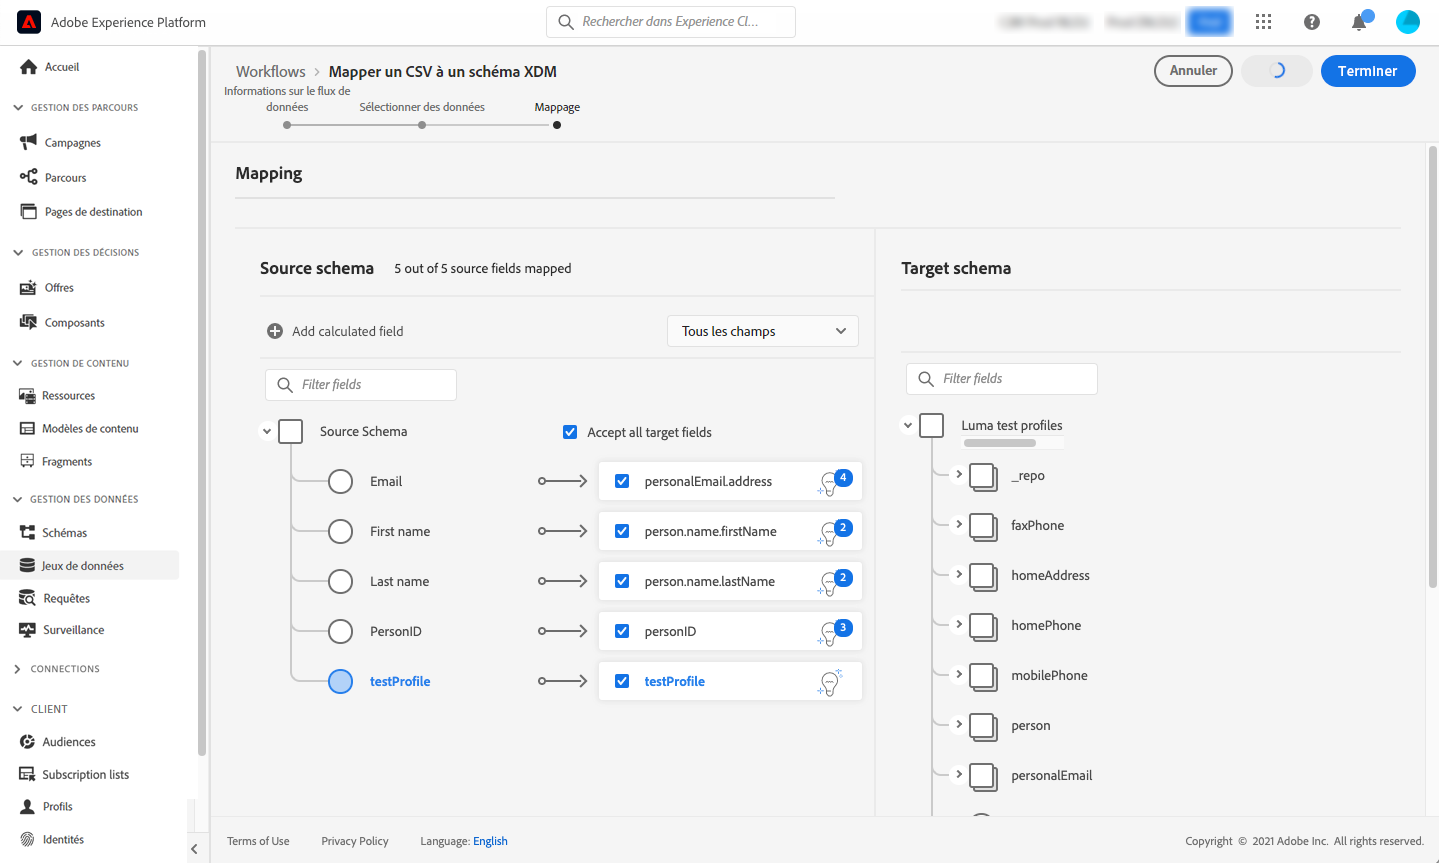 Adobe Experience Platform
Rechercher dans Experience Cl...
Accueil
GESTION DES PARCOURS
Campagnes
Parcours
Pages de destination
GESTION DES DÉCISIONS
Offres
Composants
GESTION DE CONTENU
Ressources
Modèles de contenu
Fragments
GESTION DES DONNÉES
Schémas
Jeux de données
Requêtes
Surveillance
CONNECTIONS
CLIENT
Audiences
Subscription lists
Profils
Identités
Workflows > Mapper un CSV à un schéma XDM
Annuler
Terminer
Informations sur le flux de
données
Sélectionner des données
Mappage
Mapping
Source schema 5 out of 5 source fields mapped
Add calculated field
Tous les champs
Filter fields
Source Schema
Accept all target fields
Email
personalEmail.address
4
First name
person.name.firstName
2
Last name
person.name.lastName
2
PersonID
personID
3
testProfile
testProfile
Target schema
Filter fields
Luma test profiles
_repo
faxPhone
homeAddress
homePhone
mobilePhone
person
personalEmail
Terms of Use Privacy Policy Language: English
Copyright © 2021 Adobe Inc. All rights reserved.